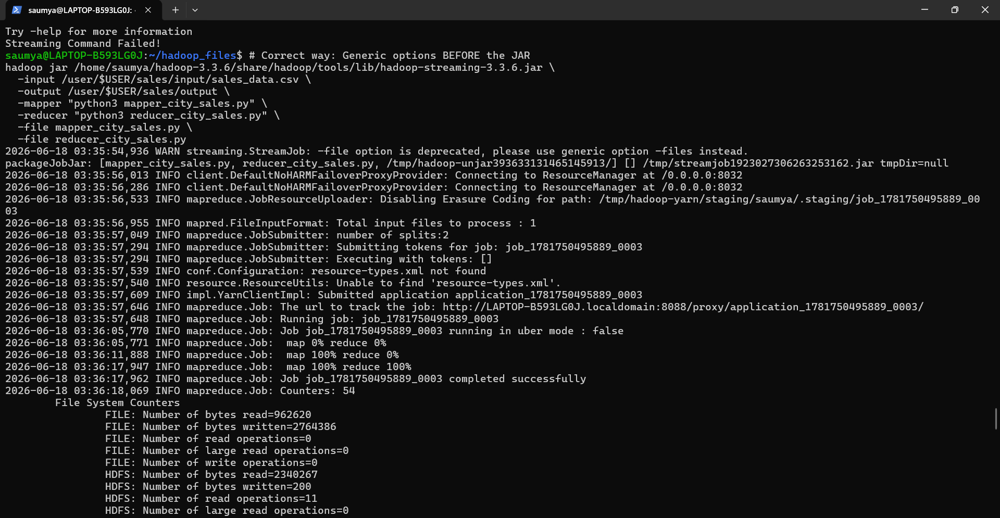 saumya@LAPTOP-B593LG0J: ·
Try -help for more information
Streaming Command Failed!
saumya@LAPTOP-B593LG0J:~/hadoop_files$ # Correct way: Generic options BEFORE the JAR
hadoop jar /home/saumya/hadoop-3.3.6/share/hadoop/tools/lib/hadoop-streaming-3.3.6.jar \
  -input /user/$USER/sales/input/sales_data.csv \
  -output /user/$USER/sales/output \
  -mapper "python3 mapper_city_sales.py" \
  -reducer "python3 reducer_city_sales.py" \
  -file mapper_city_sales.py \
  -file reducer_city_sales.py
2026-06-18 03:35:54,936 WARN streaming.StreamJob: -file option is deprecated, please use generic option -files instead.
packageJobJar: [mapper_city_sales.py, reducer_city_sales.py, /tmp/hadoop-unjar393633131465145913/] [] /tmp/streamjob1923027306263253162.jar tmpDir=null
2026-06-18 03:35:56,013 INFO client.DefaultNoHARMFailoverProxyProvider: Connecting to ResourceManager at /0.0.0.0:8032
2026-06-18 03:35:56,286 INFO client.DefaultNoHARMFailoverProxyProvider: Connecting to ResourceManager at /0.0.0.0:8032
2026-06-18 03:35:56,533 INFO mapreduce.JobResourceUploader: Disabling Erasure Coding for path: /tmp/hadoop-yarn/staging/saumya/.staging/job_1781750495889_00
03
2026-06-18 03:35:56,955 INFO mapred.FileInputFormat: Total input files to process : 1
2026-06-18 03:35:57,049 INFO mapreduce.JobSubmitter: number of splits:2
2026-06-18 03:35:57,294 INFO mapreduce.JobSubmitter: Submitting tokens for job: job_1781750495889_0003
2026-06-18 03:35:57,294 INFO mapreduce.JobSubmitter: Executing with tokens: []
2026-06-18 03:35:57,539 INFO conf.Configuration: resource-types.xml not found
2026-06-18 03:35:57,540 INFO resource.ResourceUtils: Unable to find 'resource-types.xml'.
2026-06-18 03:35:57,609 INFO impl.YarnClientImpl: Submitted application application_1781750495889_0003
2026-06-18 03:35:57,646 INFO mapreduce.Job: The url to track the job: http://LAPTOP-B593LG0J.localdomain:8088/proxy/application_1781750495889_0003/
2026-06-18 03:35:57,648 INFO mapreduce.Job: Running job: job_1781750495889_0003
2026-06-18 03:36:05,770 INFO mapreduce.Job: Job job_1781750495889_0003 running in uber mode : false
2026-06-18 03:36:05,771 INFO mapreduce.Job:  map 0% reduce 0%
2026-06-18 03:36:11,888 INFO mapreduce.Job:  map 100% reduce 0%
2026-06-18 03:36:17,947 INFO mapreduce.Job:  map 100% reduce 100%
2026-06-18 03:36:17,962 INFO mapreduce.Job: Job job_1781750495889_0003 completed successfully
2026-06-18 03:36:18,069 INFO mapreduce.Job: Counters: 54
        File System Counters
                FILE: Number of bytes read=962620
                FILE: Number of bytes written=2764386
                FILE: Number of read operations=0
                FILE: Number of large read operations=0
                FILE: Number of write operations=0
                HDFS: Number of bytes read=2340267
                HDFS: Number of bytes written=200
                HDFS: Number of read operations=11
                HDFS: Number of large read operations=0